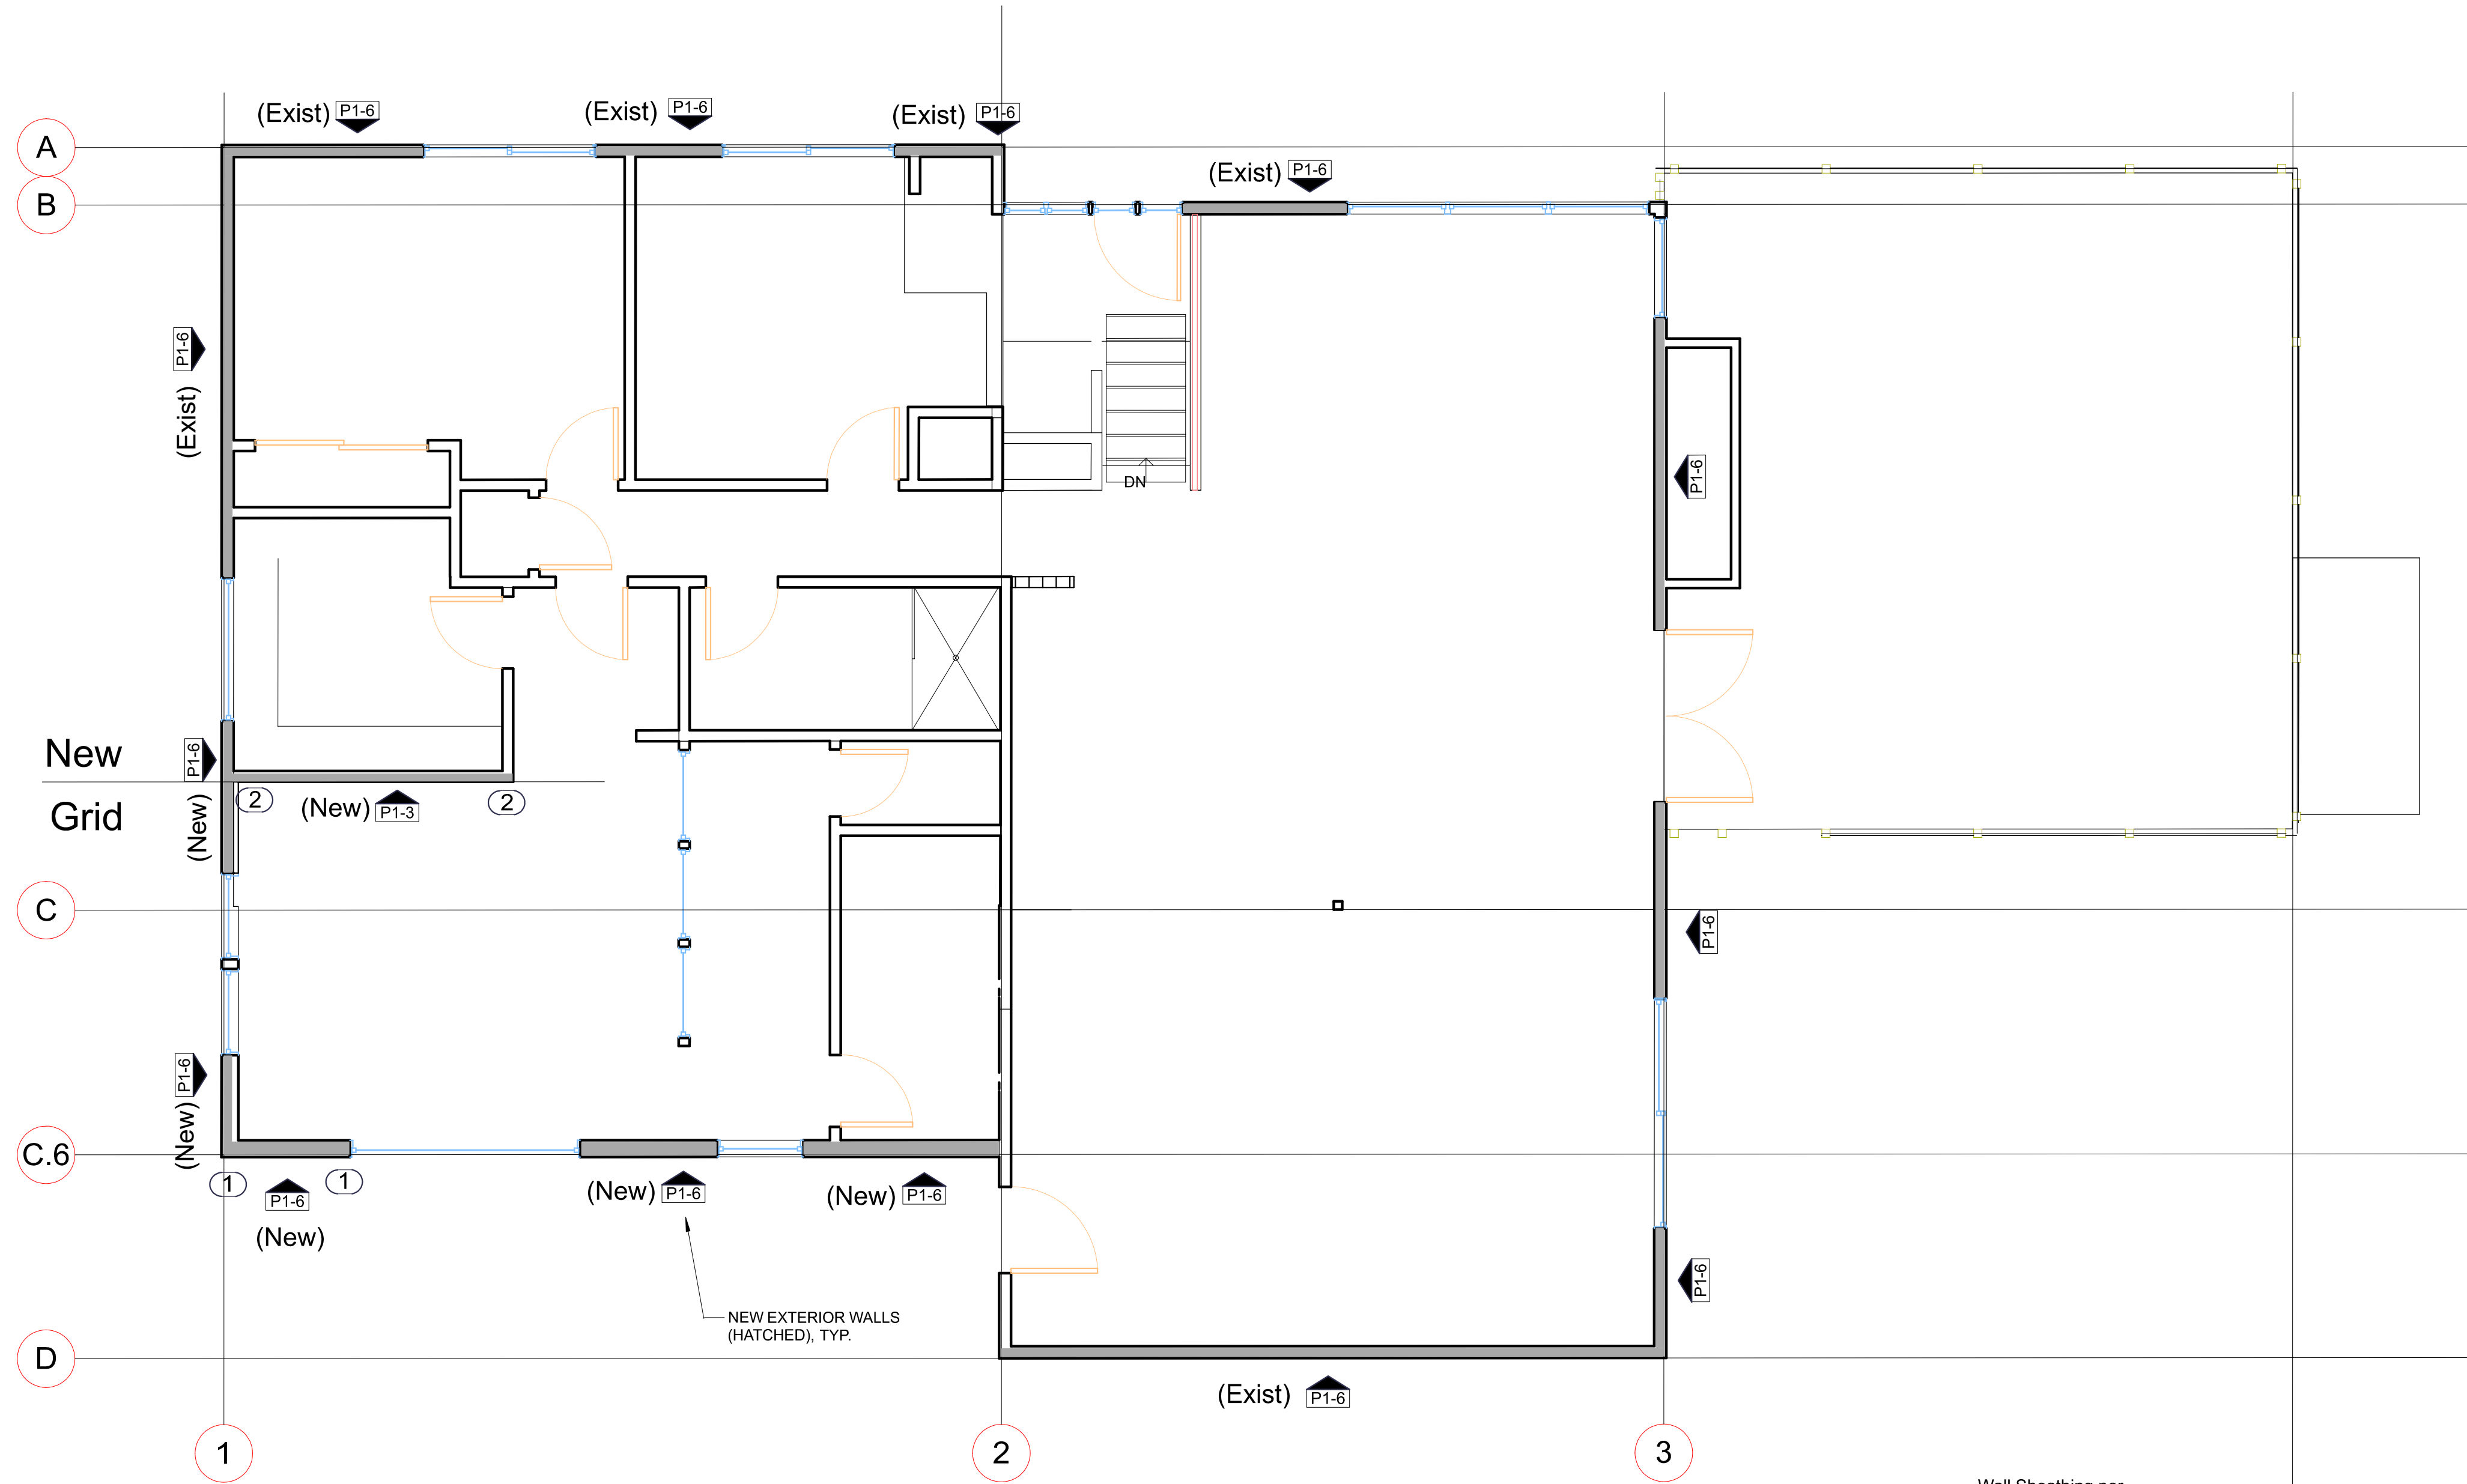 (Exist) P1-6
(Exist) P1-6
(Exist) P1-6
A
B
(Exist) P1-6
P1-6
(Exist)
P1-6
DN
New
Grid
P1-6
(New)
2
(New) P1-3
2
C
P1-6
P1-6
(New)
C.6
1
P1-6
(New)
1
(New) P1-6
(New) P1-6
P1-6
NEW EXTERIOR WALLS
(HATCHED), TYP.
D
(Exist) P1-6
1
2
3